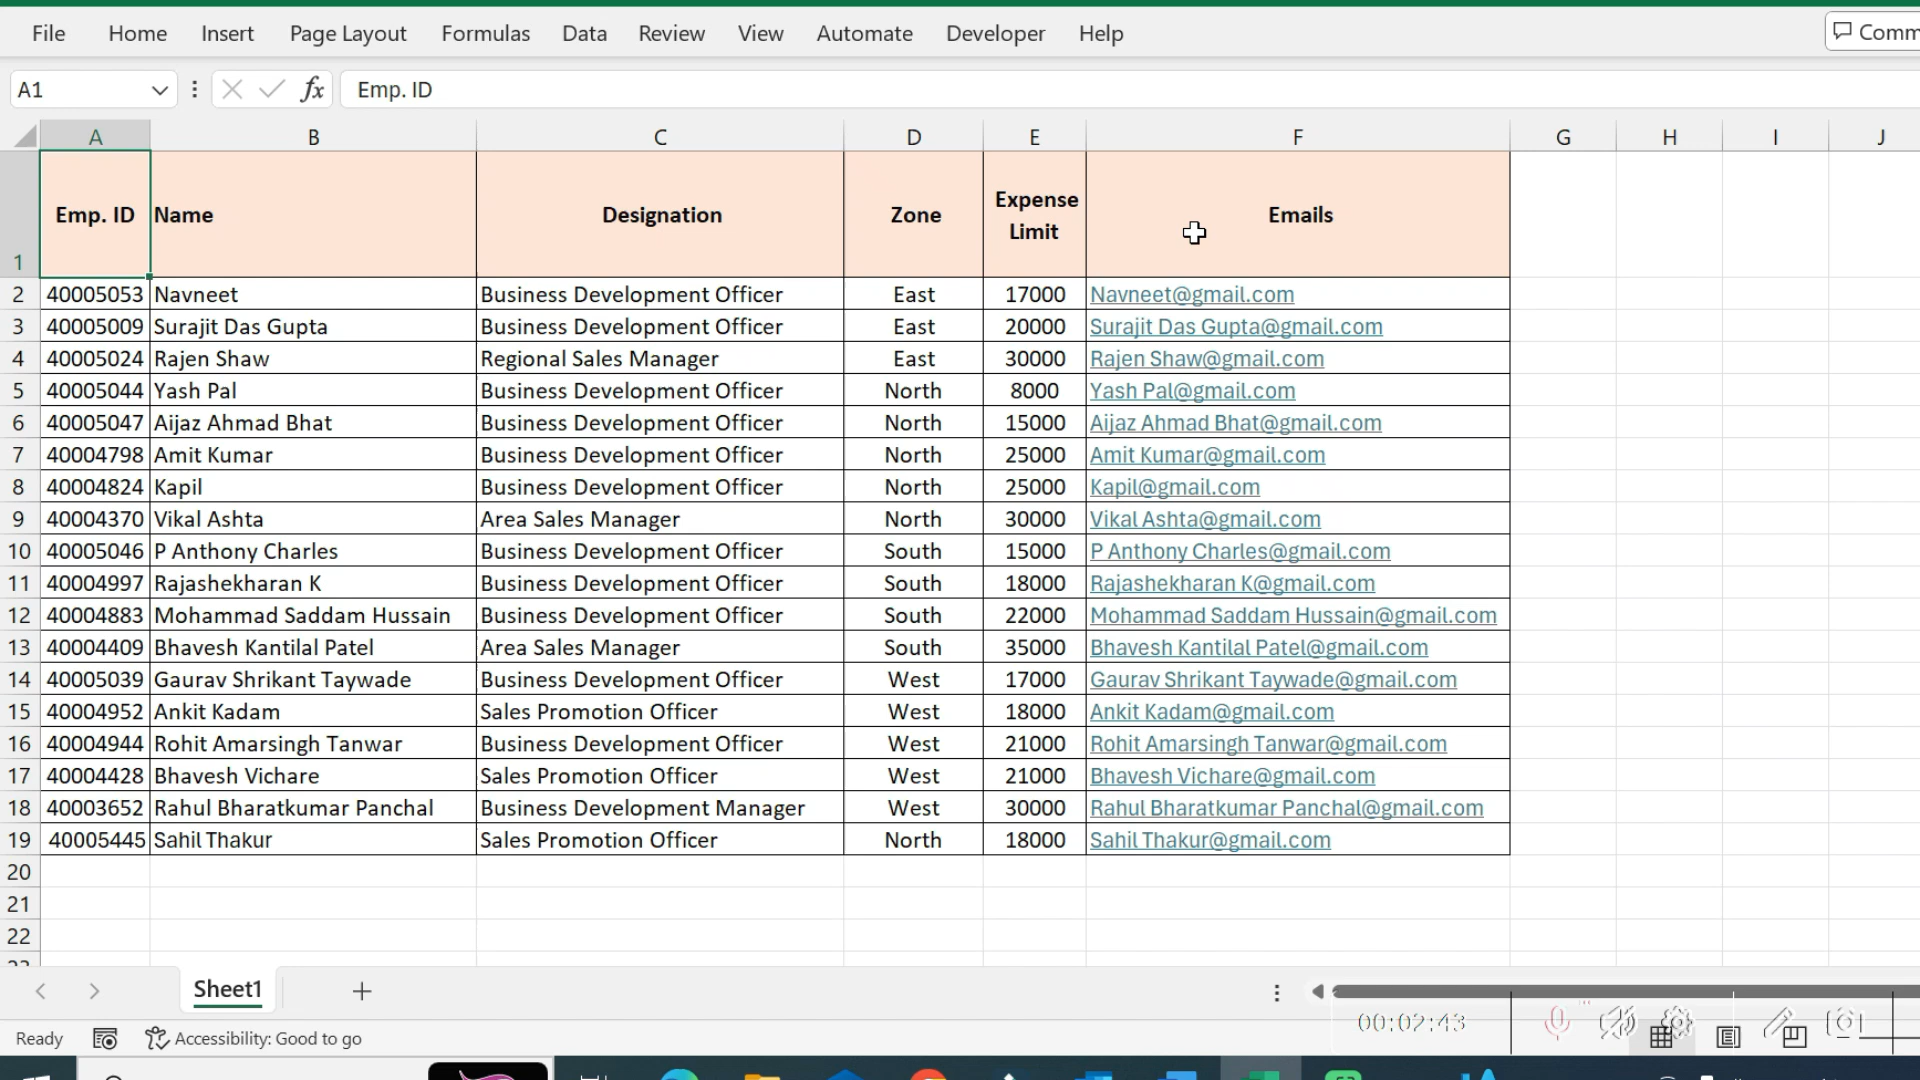 File Home Insert Page Layout Formulas Data Review View Automate Developer Help Comm
A1 fx Emp. ID
A B C D E F G H I J
1 Emp. ID Name Designation Zone Expense Limit Emails
2 40005053 Navneet Business Development Officer East 17000 Navneet@gmail.com
3 40005009 Surajit Das Gupta Business Development Officer East 20000 Surajit Das Gupta@gmail.com
4 40005024 Rajen Shaw Regional Sales Manager East 30000 Rajen Shaw@gmail.com
5 40005044 Yash Pal Business Development Officer North 8000 Yash Pal@gmail.com
6 40005047 Aijaz Ahmad Bhat Business Development Officer North 15000 Aijaz Ahmad Bhat@gmail.com
7 40004798 Amit Kumar Business Development Officer North 25000 Amit Kumar@gmail.com
8 40004824 Kapil Business Development Officer North 25000 Kapil@gmail.com
9 40004370 Vikal Ashta Area Sales Manager North 30000 Vikal Ashta@gmail.com
10 40005046 P Anthony Charles Business Development Officer South 15000 P Anthony Charles@gmail.com
11 40004997 Rajashekharan K Business Development Officer South 18000 Rajashekharan K@gmail.com
12 40004883 Mohammad Saddam Hussain Business Development Officer South 22000 Mohammad Saddam Hussain@gmail.com
13 40004409 Bhavesh Kantilal Patel Area Sales Manager South 35000 Bhavesh Kantilal Patel@gmail.com
14 40005039 Gaurav Shrikant Taywade Business Development Officer West 17000 Gaurav Shrikant Taywade@gmail.com
15 40004952 Ankit Kadam Sales Promotion Officer West 18000 Ankit Kadam@gmail.com
16 40004944 Rohit Amarsingh Tanwar Business Development Officer West 21000 Rohit Amarsingh Tanwar@gmail.com
17 40004428 Bhavesh Vichare Sales Promotion Officer West 21000 Bhavesh Vichare@gmail.com
18 40003652 Rahul Bharatkumar Panchal Business Development Manager West 30000 Rahul Bharatkumar Panchal@gmail.com
19 40005445 Sahil Thakur Sales Promotion Officer North 18000 Sahil Thakur@gmail.com
20
21
22
Sheet1
Ready Accessibility: Good to go 00:02:43